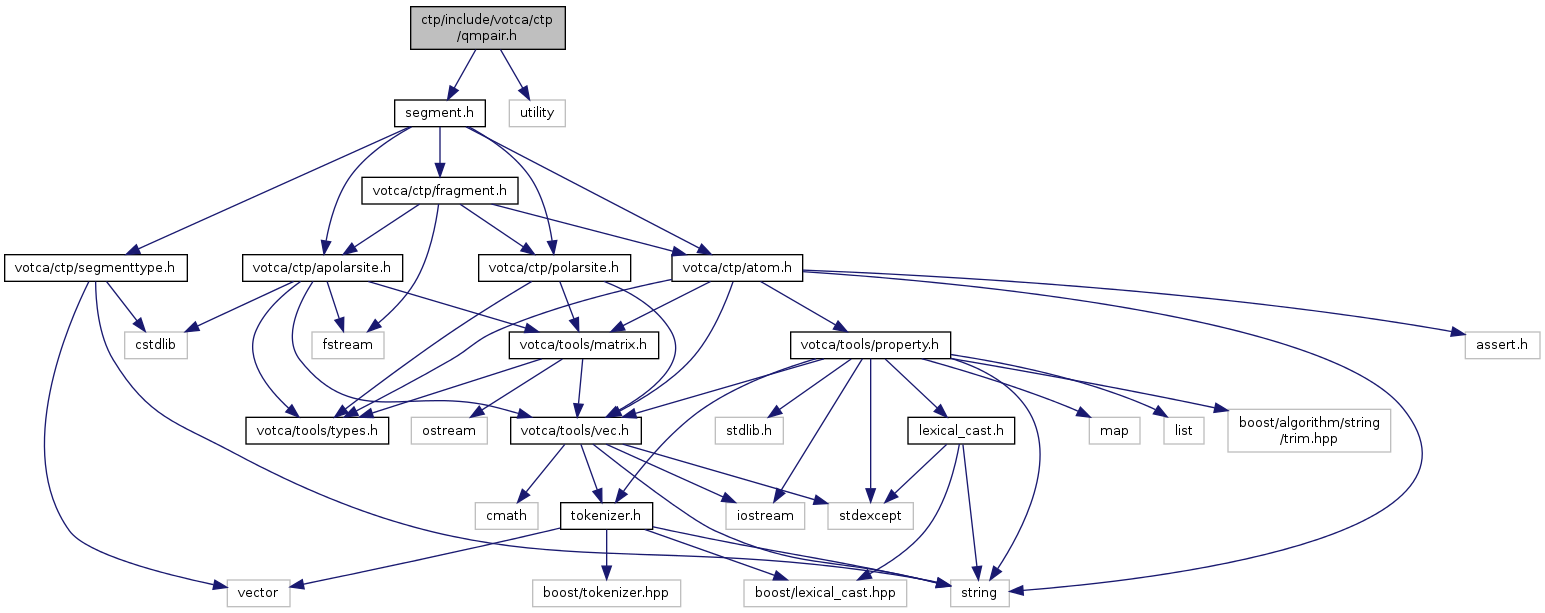 ctp/include/votca/ctp
/qmpair.h
segment.h
utility
votca/ctp/fragment.h
votca/ctp/segmenttype.h
votca/ctp/apolarsite.h
votca/ctp/polarsite.h
votca/ctp/atom.h
cstdlib
fstream
votca/tools/matrix.h
votca/tools/property.h
assert.h
votca/tools/types.h
ostream
votca/tools/vec.h
stdlib.h
lexical_cast.h
map
list
boost/algorithm/string
/trim.hpp
cmath
tokenizer.h
iostream
stdexcept
vector
boost/tokenizer.hpp
boost/lexical_cast.hpp
string